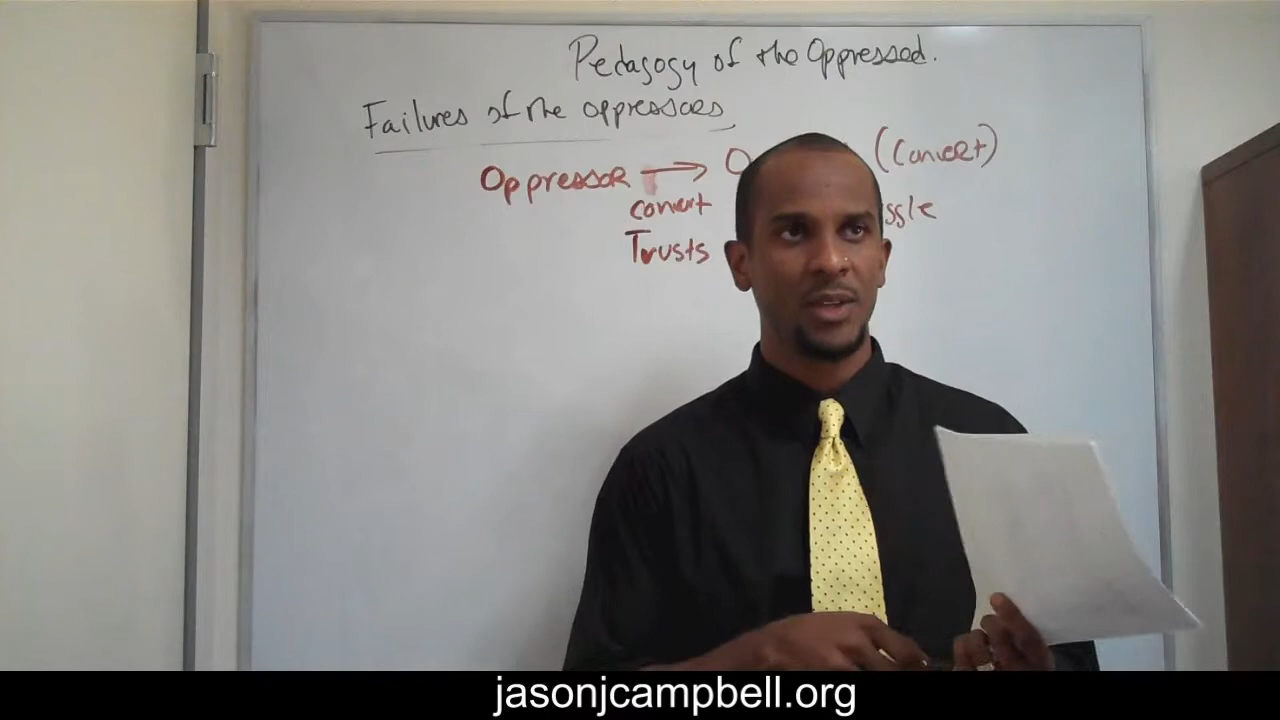 Pedagogy of the Oppressed.
Failures of the oppressors
Oppressor → O (Convert)
Convert
Trusts
jasonjcampbell.org